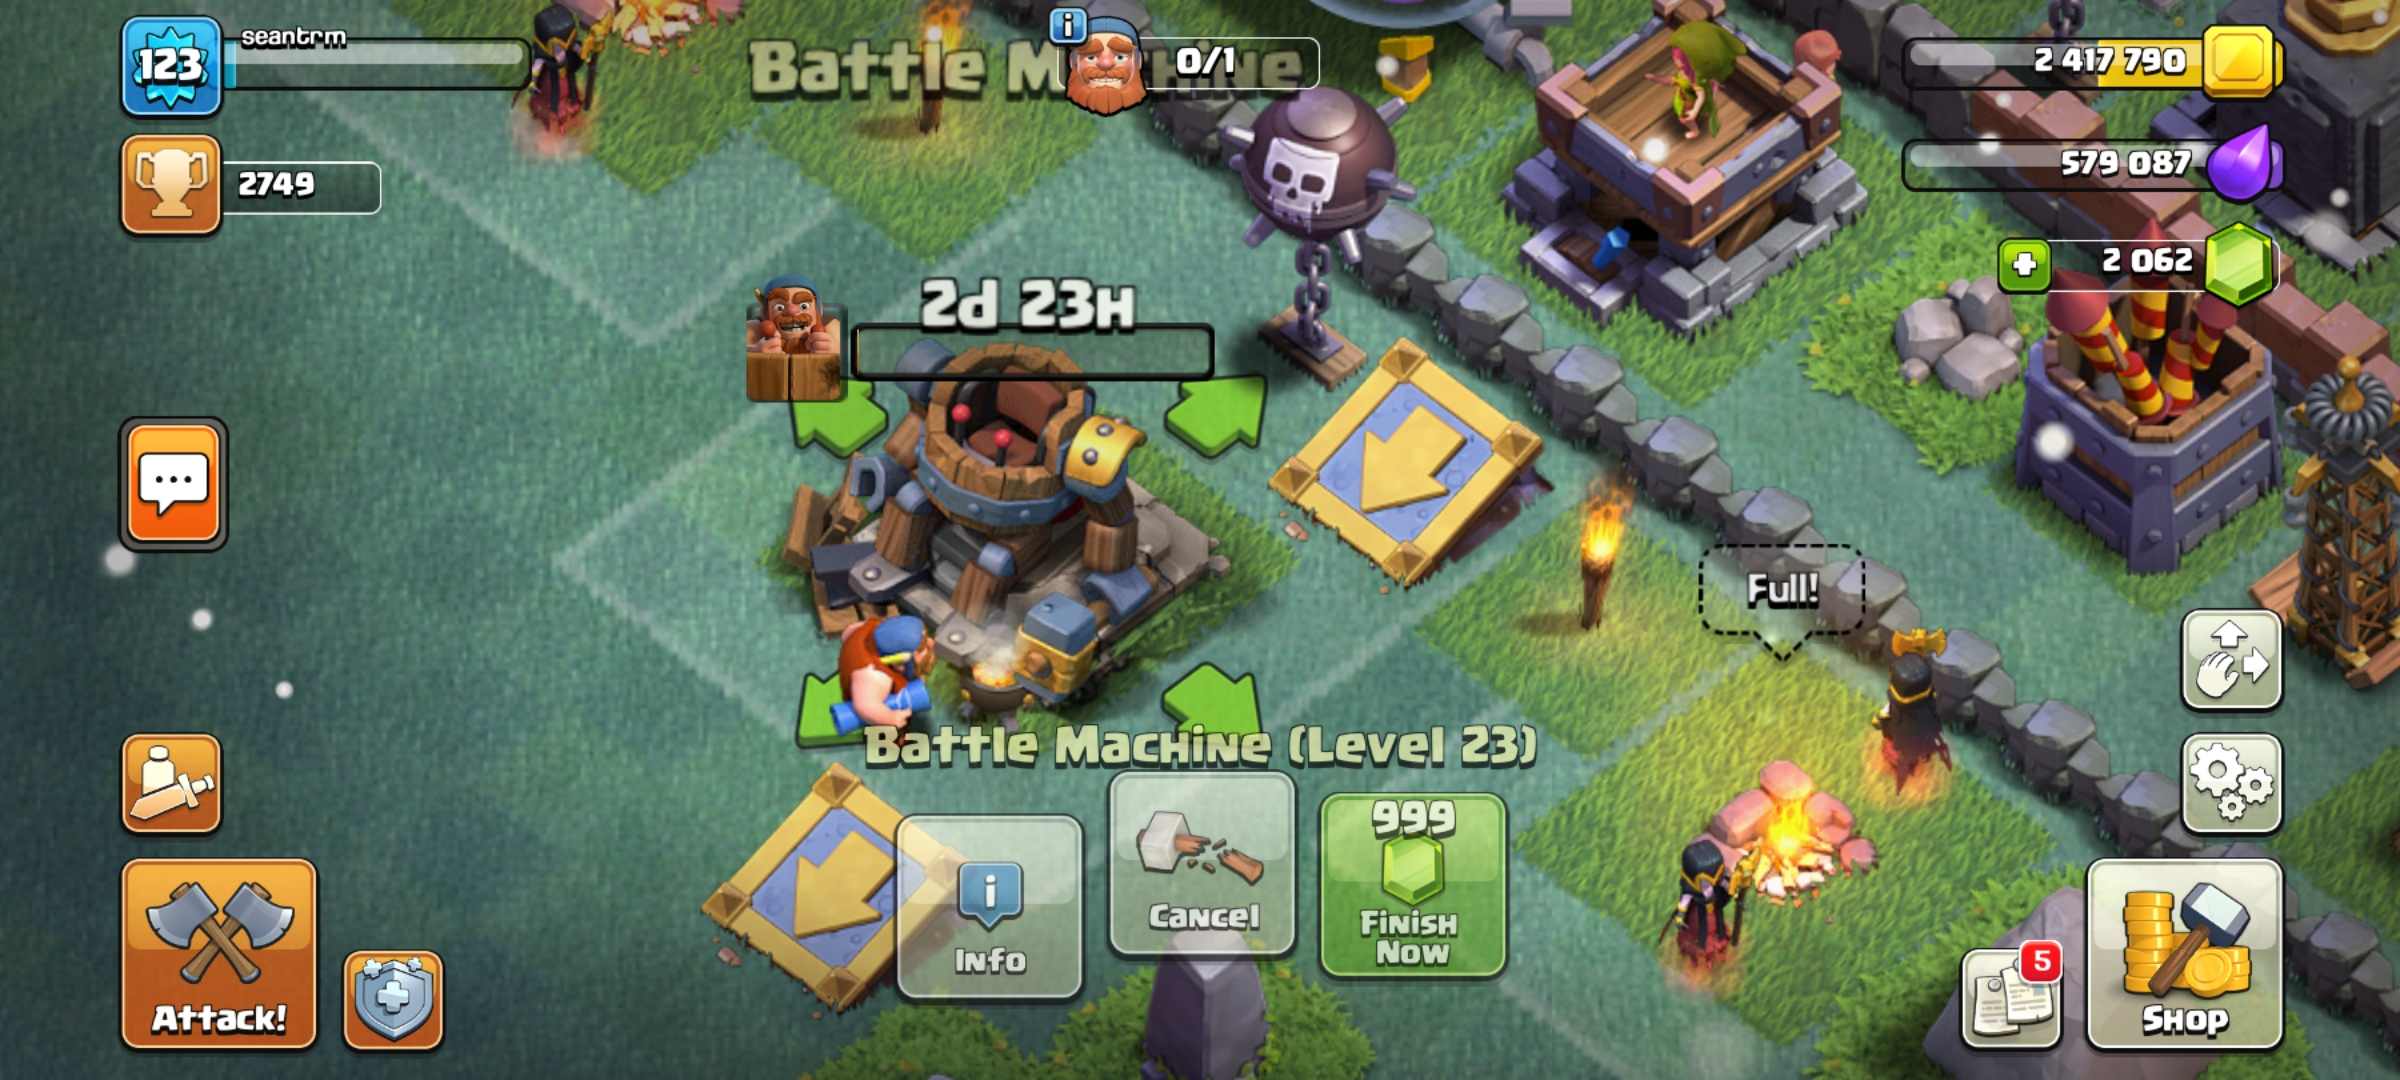 123
seantrm
2749
Battle Machine
0/1
2 417 790
579 087
2 062
2d 23H
Full!
Battle Machine (Level 23)
Info
Cancel
999
Finish
Now
Attack!
5
Shop